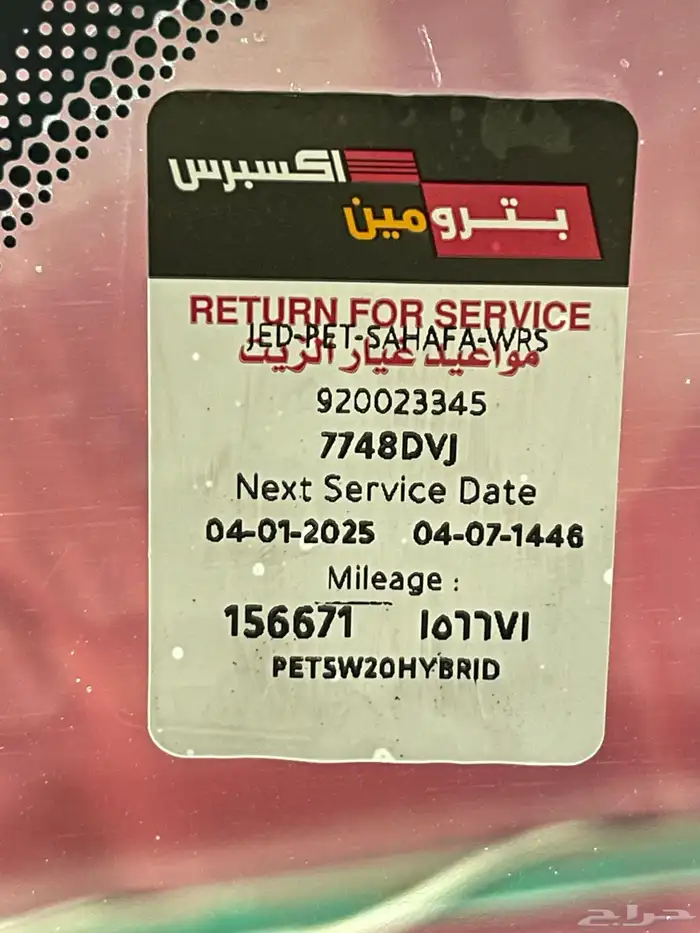 اكسبرس
بترومين
RETURN FOR SERVICE
JED-PET-SAHAFA-WRS
مواعيد غيار الزيت
920023345
7748DVJ
Next Service Date
04-01-2025 04-07-1446
Mileage :
156671 ١٥٦٦٧١
PET5W20HYBRID
حراج